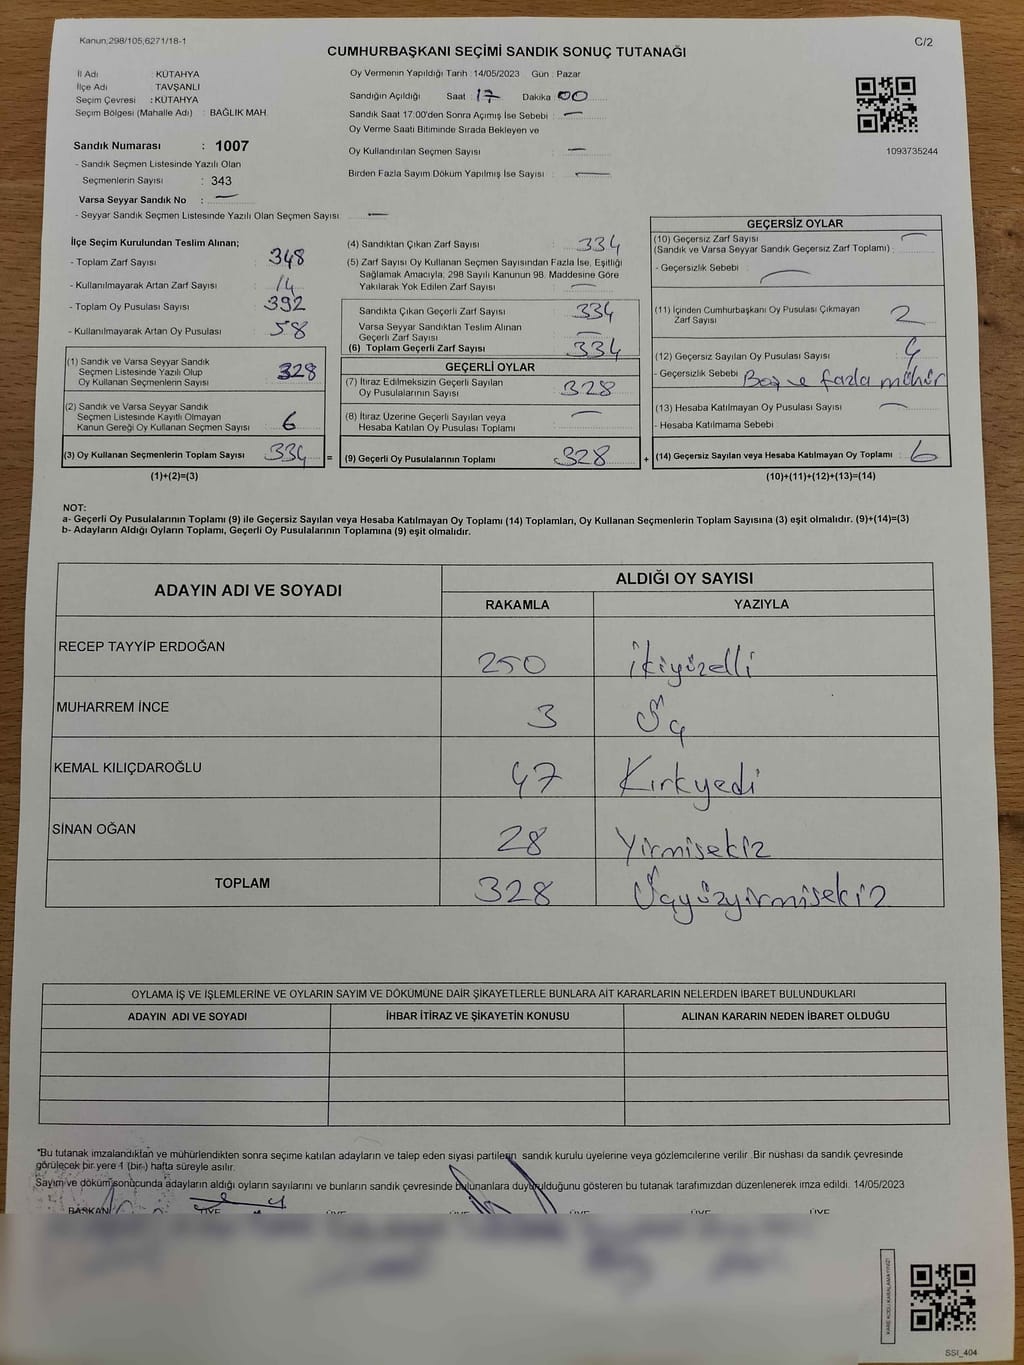 Kanun;298/105;6271/18-1
C/2
CUMHURBAŞKANI SEÇİMİ SANDIK SONUÇ TUTANAĞI
İl Adı : KÜTAHYA
İlçe Adı : TAVŞANLI
Seçim Çevresi : KÜTAHYA
Seçim Bölgesi (Mahalle Adı) : BAĞLIK MAH.
Sandık Numarası : 1007
- Sandık Seçmen Listesinde Yazılı Olan
Seçmenlerin Sayısı : 343
Varsa Seyyar Sandık No : —
- Seyyar Sandık Seçmen Listesinde Yazılı Olan Seçmen Sayısı —
Oy Vermenin Yapıldığı Tarih : 14/05/2023 Gün : Pazar
Sandığın Açıldığı Saat : 17 Dakika 00
Sandık Saat 17:00'den Sonra Açımış İse Sebebi : —
Oy Verme Saati Bitiminde Sırada Bekleyen ve
Oy Kullandırılan Seçmen Sayısı : —
Birden Fazla Sayım Döküm Yapılmış İse Sayısı : —
1093735244
İlçe Seçim Kurulundan Teslim Alınan;
- Toplam Zarf Sayısı : 348
- Kullanılmayarak Artan Zarf Sayısı : 14
- Toplam Oy Pusulası Sayısı : 392
- Kullanılmayarak Artan Oy Pusulası : 58
(1) Sandık ve Varsa Seyyar Sandık
Seçmen Listesinde Yazılı Olup
Oy Kullanan Seçmenlerin Sayısı : 328
(2) Sandık ve Varsa Seyyar Sandık
Seçmen Listesinde Kayıtlı Olmayan
Kanun Gereği Oy Kullanan Seçmen Sayısı : 6
(3) Oy Kullanan Seçmenlerin Toplam Sayısı : 334 =
(1)+(2)=(3)
(4) Sandıktan Çıkan Zarf Sayısı : 334
(5) Zarf Sayısı Oy Kullanan Seçmen Sayısından Fazla İse, Eşitliği
Sağlamak Amacıyla; 298 Sayılı Kanunun 98. Maddesine Göre
Yakılarak Yok Edilen Zarf Sayısı : —
Sandıkta Çıkan Geçerli Zarf Sayısı : 334
Varsa Seyyar Sandıktan Teslim Alınan
Geçerli Zarf Sayısı : —
(6) Toplam Geçerli Zarf Sayısı : 334
GEÇERLİ OYLAR
(7) İtiraz Edilmeksizin Geçerli Sayılan
Oy Pusulalarının Sayısı : 328
(8) İtiraz Üzerine Geçerli Sayılan veya
Hesaba Katılan Oy Pusulası Toplamı : —
(9) Geçerli Oy Pusulalarının Toplamı : 328 +
GEÇERSİZ OYLAR
(10) Geçersiz Zarf Sayısı : —
(Sandık ve Varsa Seyyar Sandık Geçersiz Zarf Toplamı)
- Geçersizlik Sebebi : —
(11) İçinden Cumhurbaşkanı Oy Pusulası Çıkmayan
Zarf Sayısı : 2
(12) Geçersiz Sayılan Oy Pusulası Sayısı : 4
- Geçersizlik Sebebi Boş ve fazla mühür
(13) Hesaba Katılmayan Oy Pusulası Sayısı : —
- Hesaba Katılmama Sebebi
(14) Geçersiz Sayılan veya Hesaba Katılmayan Oy Toplamı : 6
(10)+(11)+(12)+(13)=(14)
NOT:
a- Geçerli Oy Pusulalarının Toplamı (9) ile Geçersiz Sayılan veya Hesaba Katılmayan Oy Toplamı (14) Toplamları, Oy Kullanan Seçmenlerin Toplam Sayısına (3) eşit olmalıdır. (9)+(14)=(3)
b- Adayların Aldığı Oyların Toplamı, Geçerli Oy Pusulalarının Toplamına (9) eşit olmalıdır.
ADAYIN ADI VE SOYADI
ALDIĞI OY SAYISI
RAKAMLA YAZIYLA
RECEP TAYYİP ERDOĞAN 250 İkiyüzelli
MUHARREM İNCE 3 Üç
KEMAL KILIÇDAROĞLU 47 Kırkyedi
SİNAN OĞAN 28 Yirmisekiz
TOPLAM 328 Üçyüzyirmisekiz
OYLAMA İŞ VE İŞLEMLERİNE VE OYLARIN SAYIM VE DÖKÜMÜNE DAİR ŞİKAYETLERLE BUNLARA AİT KARARLARIN NELERDEN İBARET BULUNDUKLARI
ADAYIN ADI VE SOYADI İHBAR İTİRAZ VE ŞİKAYETİN KONUSU ALINAN KARARIN NEDEN İBARET OLDUĞU
*Bu tutanak imzalandıktan ve mühürlendikten sonra seçime katılan adayların ve talep eden siyasi partilerin, sandık kurulu üyelerine veya gözlemcilerine verilir. Bir nüshası da sandık çevresinde
görülecek bir yere 1 (bir) hafta süreyle asılır.
Sayım ve döküm sonucunda adayların aldığı oyların sayılarını ve bunların sandık çevresinde bulunanlara duyurulduğunu gösteren bu tutanak tarafımızdan düzenlenerek imza edildi. 14/05/2023
BAŞKAN ÜYE ÜYE ÜYE ÜYE ÜYE ÜYE
KARE KODU KARALAMAYINIZ!
SSI_404